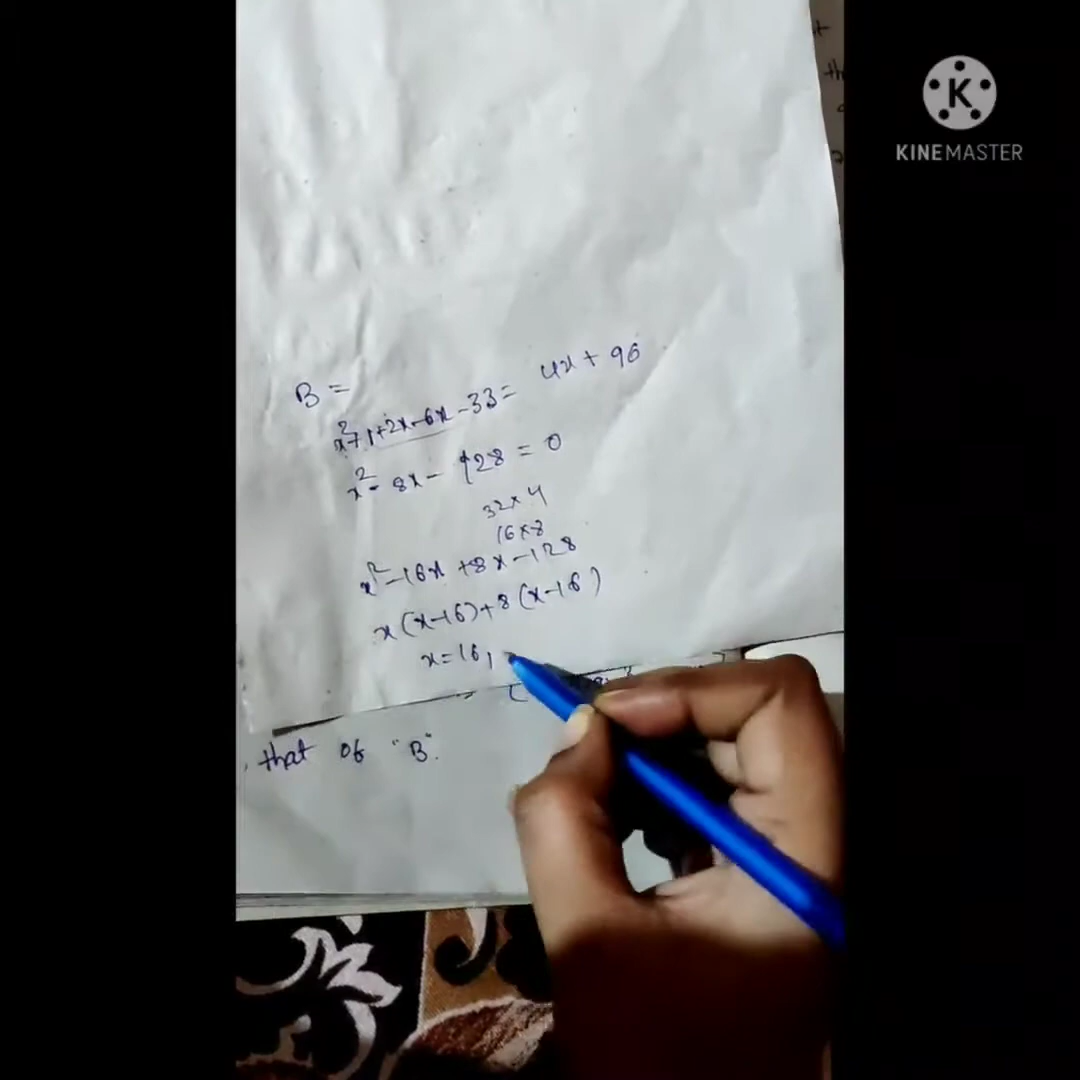 KINEMASTER
B =
x²+1+2x-6x-33= 4x+96
x²-8x-128=0
32×4
16×8
x²-16x+8x-128
x(x-16)+8(x-16)
x=16,
that of "B".